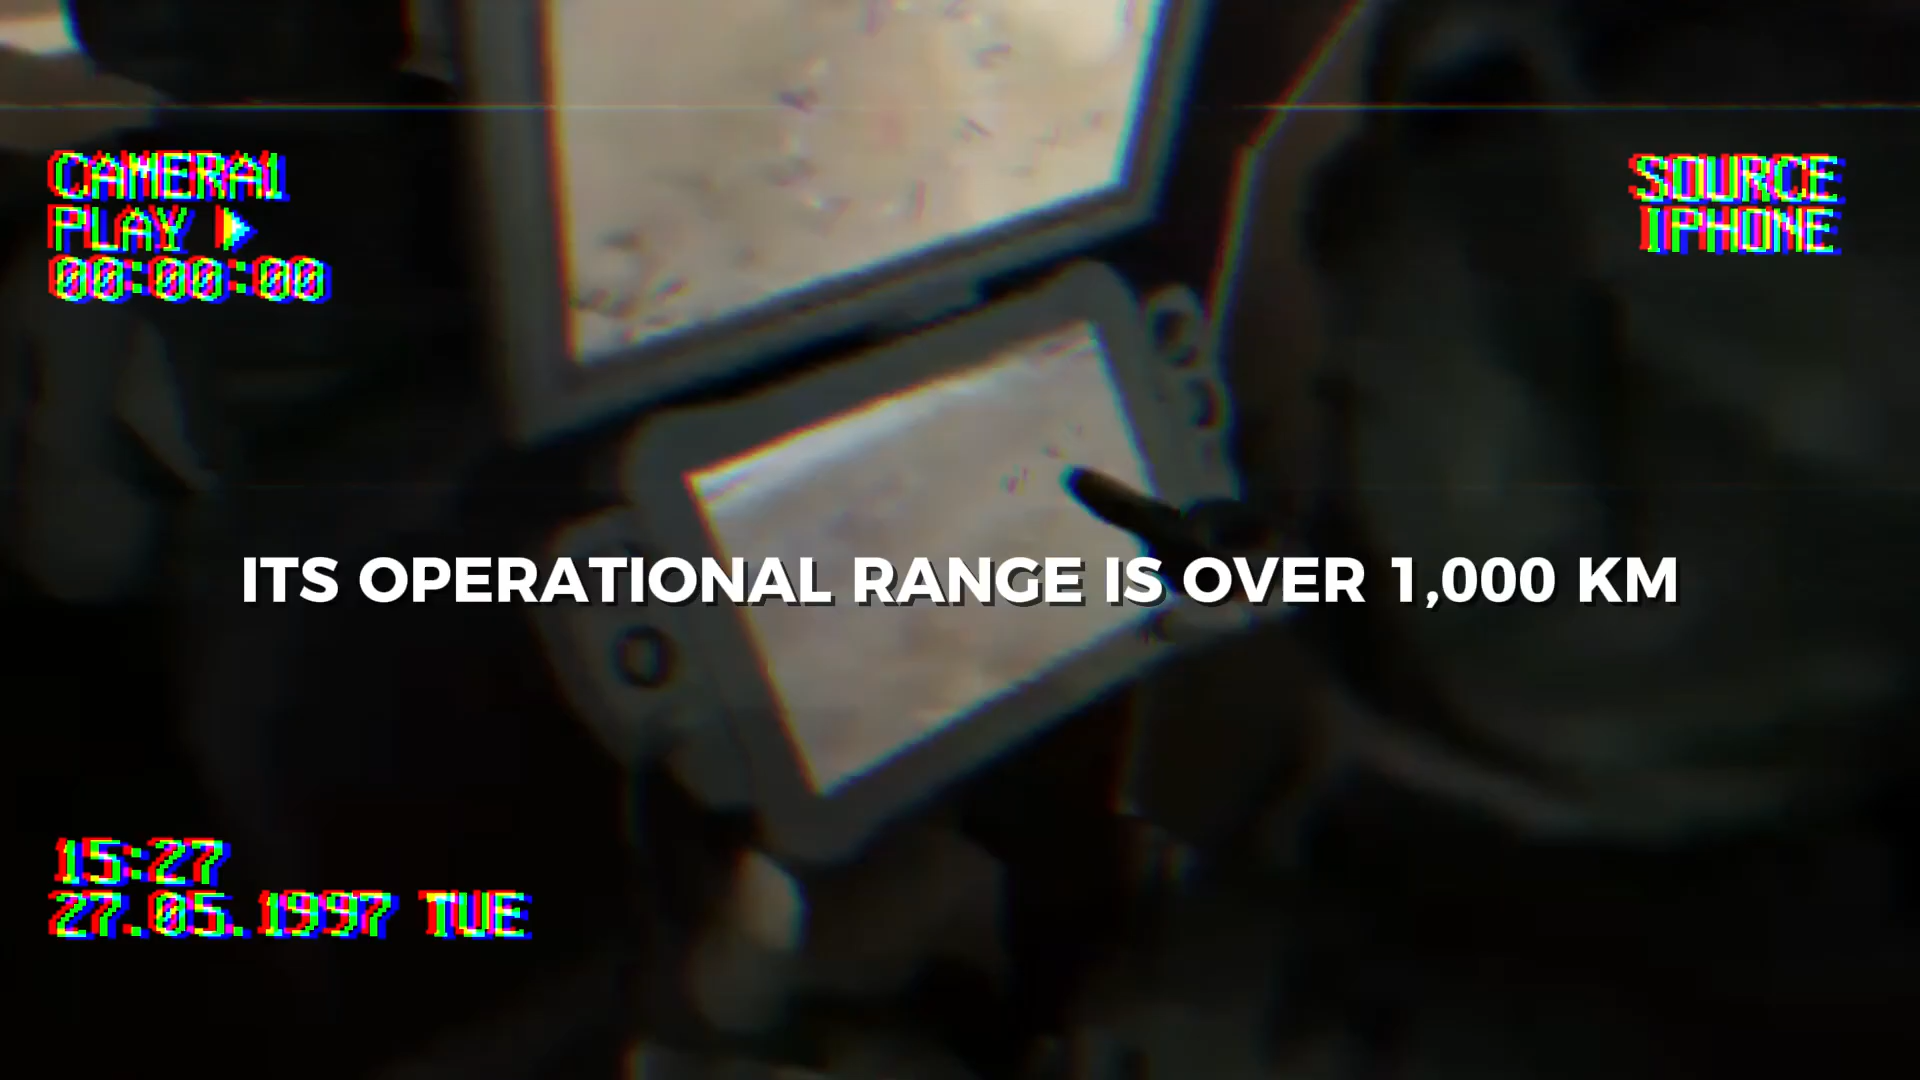 CAMERA1
PLAY
00:00:00
SOURCE
IPHONE
ITS OPERATIONAL RANGE IS OVER 1,000 KM
15:27
27.05.1997 TUE